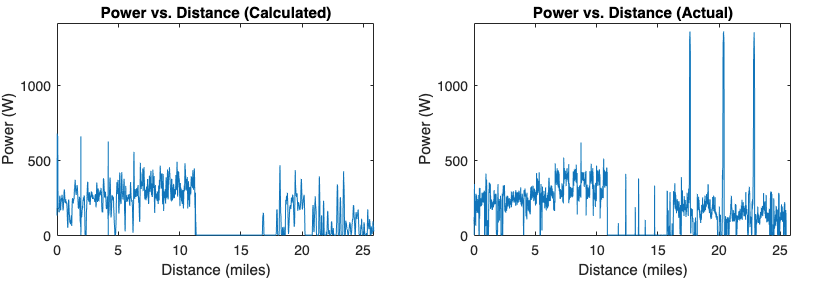 Power vs. Distance (Calculated)
Power (W)
1000
500
0
0 5 10 15 20 25
Distance (miles)
Power vs. Distance (Actual)
Power (W)
1000
500
0
0 5 10 15 20 25
Distance (miles)